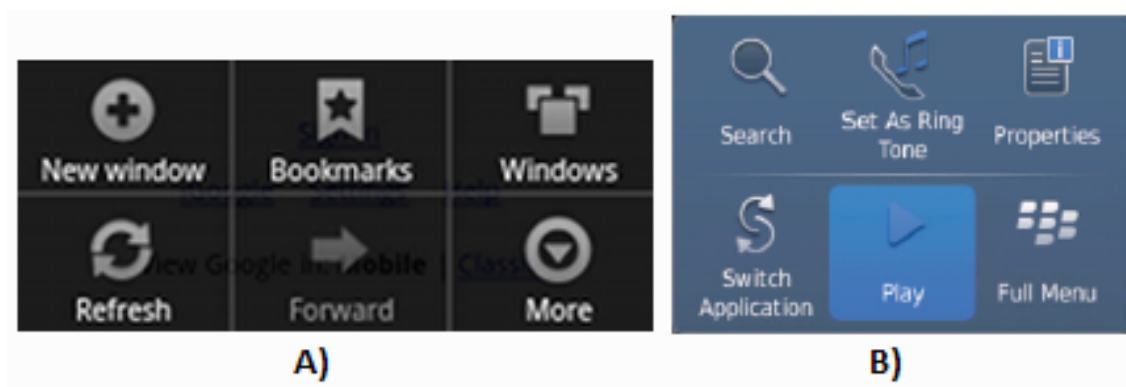 New window Bookmarks Windows
Refresh Forward More
Search Set As Ring Tone Properties
Switch Application Play Full Menu
A) B)